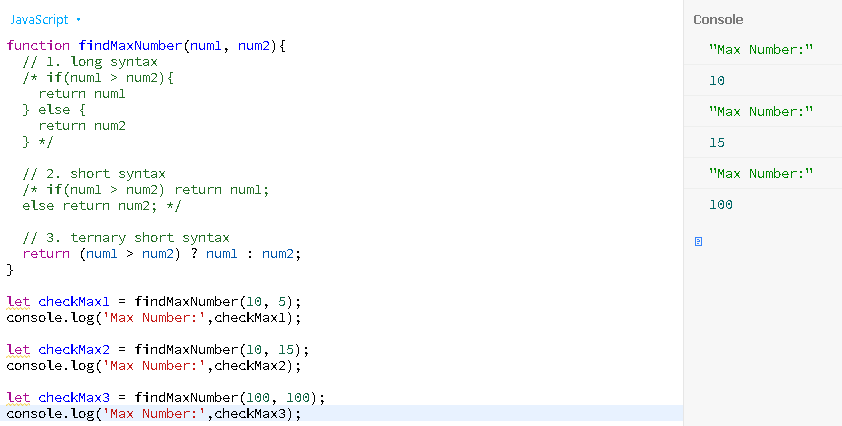 JavaScript
function findMaxNumber(num1, num2){
// 1. long syntax
/* if(num1 > num2){
return num1
} else {
return num2
} */
// 2. short syntax
/* if(num1 > num2) return num1;
else return num2; */
// 3. ternary short syntax
return (num1 > num2) ? num1 : num2;
}
let checkMax1 = findMaxNumber(10, 5);
console.log('Max Number:',checkMax1);
let checkMax2 = findMaxNumber(10, 15);
console.log('Max Number:',checkMax2);
let checkMax3 = findMaxNumber(100, 100);
console.log('Max Number:',checkMax3);
Console
"Max Number:"
10
"Max Number:"
15
"Max Number:"
100